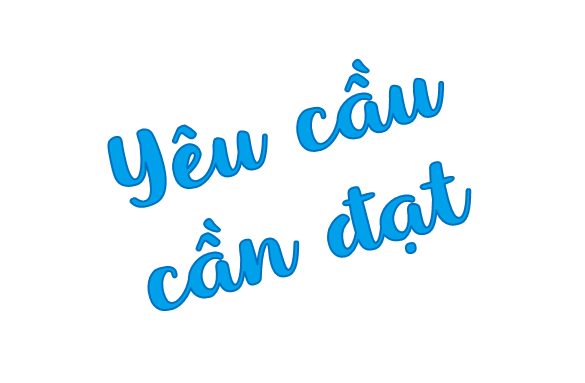 Yêu cầu
cần đạt